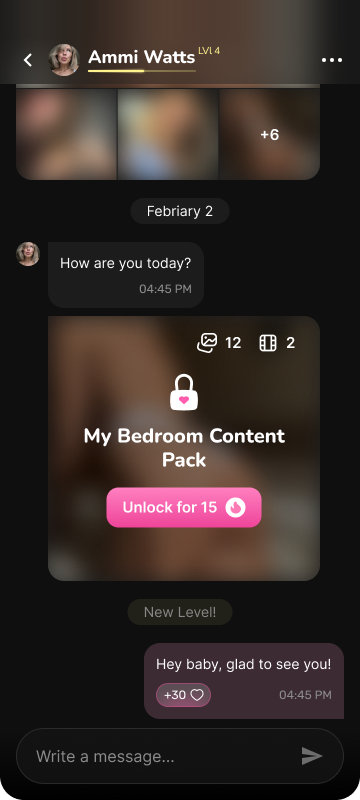 Ammi Watts LVl 4
+6
Febriary 2
How are you today?
04:45 PM
12 2
My Bedroom Content
Pack
Unlock for 15
New Level!
Hey baby, glad to see you!
+30 04:45 PM
Write a message...